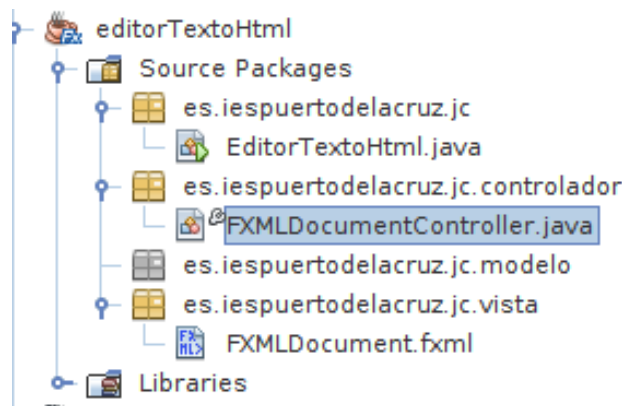 editorTextoHtml
Source Packages
es.iespuertodelacruz.jc
EditorTextoHtml.java
es.iespuertodelacruz.jc.controlador
FXMLDocumentController.java
es.iespuertodelacruz.jc.modelo
es.iespuertodelacruz.jc.vista
FXMLDocument.fxml
Libraries